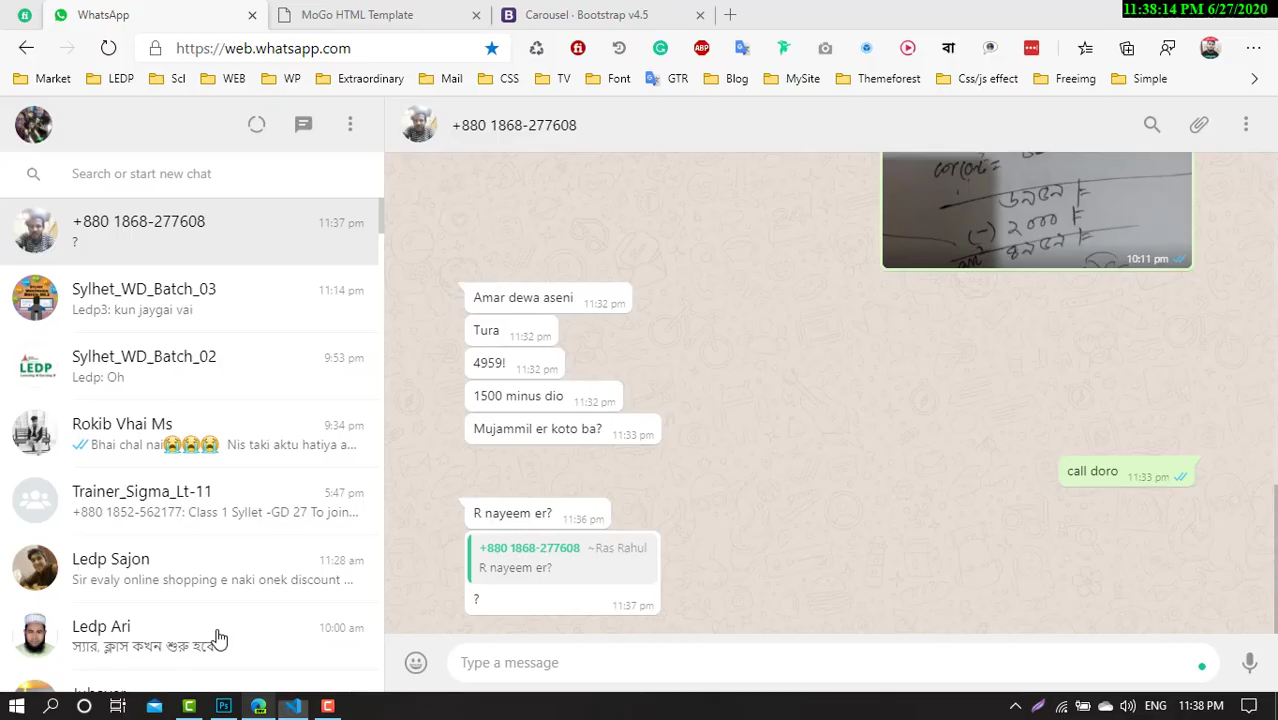 11:38:14 PM 6/27/2020
WhatsApp
MoGo HTML Template
Carousel · Bootstrap v4.5
https://web.whatsapp.com
ABP
বা
Market
LEDP
Scl
WEB
WP
Extraordinary
Mail
CSS
TV
Font
GTR
Blog
MySite
Themeforest
Css/js effect
Freeimg
Simple
+880 1868-277608
Search or start new chat
+880 1868-277608 11:37 pm
?
Sylhet_WD_Batch_03 11:14 pm
Ledp3: kun jaygai vai
LEDP
Sylhet_WD_Batch_02 9:53 pm
Ledp: Oh
Rokib Vhai Ms 9:34 pm
Bhai chal nai😭😭😭 Nis taki aktu hatiya a...
Trainer_Sigma_Lt-11 5:47 pm
+880 1852-562177: Class 1 Syllet -GD 27 To join...
Ledp Sajon 11:28 am
Sir evaly online shopping e naki onek discount ...
Ledp Ari 10:00 am
স্যার, ক্লাস কখন শুরু হবে
৬৯৫৯ ৳
(-) ২০০০ ৳
৪৯৫৯ ৳
10:11 pm
Amar dewa aseni 11:32 pm
Tura 11:32 pm
4959! 11:32 pm
1500 minus dio 11:32 pm
Mujammil er koto ba? 11:33 pm
call doro 11:33 pm
R nayeem er? 11:36 pm
+880 1868-277608 ~Ras Rahul
R nayeem er?
? 11:37 pm
Type a message
Ps
ENG
11:38 PM